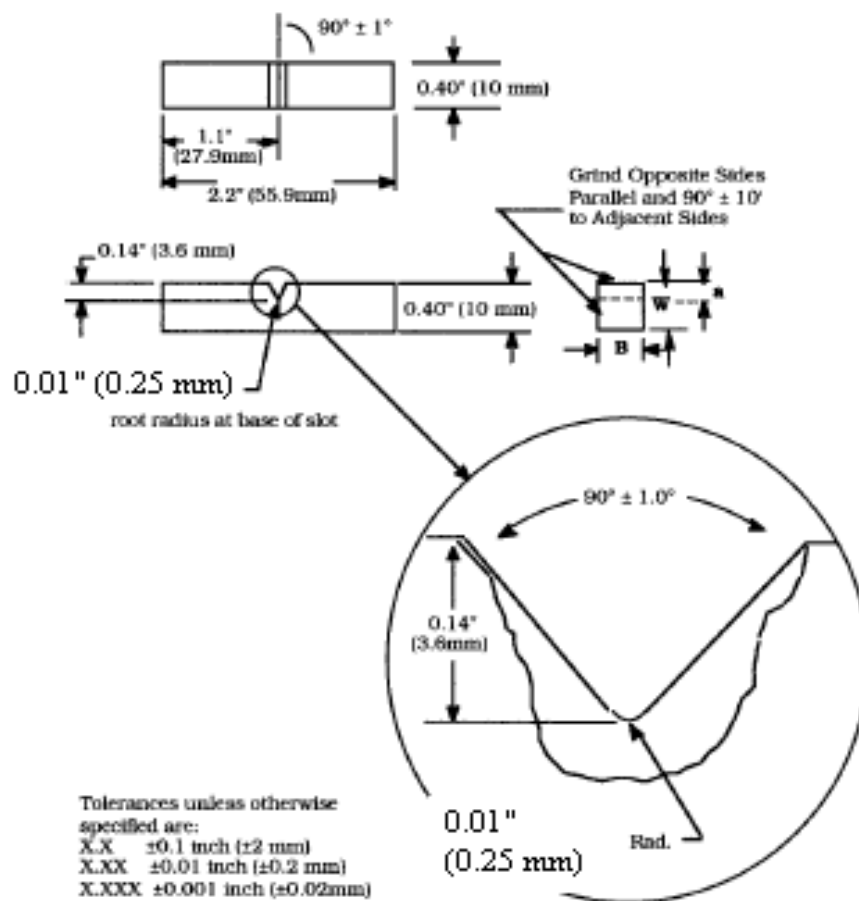 90° ± 1°
0.40" (10 mm)
1.1"
(27.9mm)
2.2" (55.9mm)
Grind Opposite Sides
Parallel and 90° ± 10'
to Adjacent Sides
0.14" (3.6 mm)
0.40" (10 mm)
W
a
B
0.01" (0.25 mm)
root radius at base of slot
90° ± 1.0°
0.14"
(3.6mm)
Tolerances unless otherwise
specified are:
X.X ±0.1 inch (±2 mm)
X.XX ±0.01 inch (±0.2 mm)
X.XXX ±0.001 inch (±0.02mm)
0.01"
(0.25 mm)
Rad.